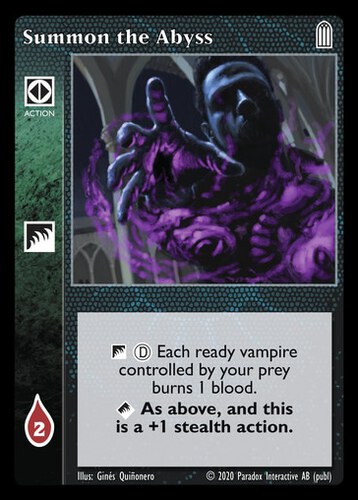 Summon the Abyss
ACTION
D Each ready vampire
controlled by your prey
burns 1 blood.
As above, and this
is a +1 stealth action.
2
Illus: Ginés Quiñonero © 2020 Paradox Interactive AB (publ)